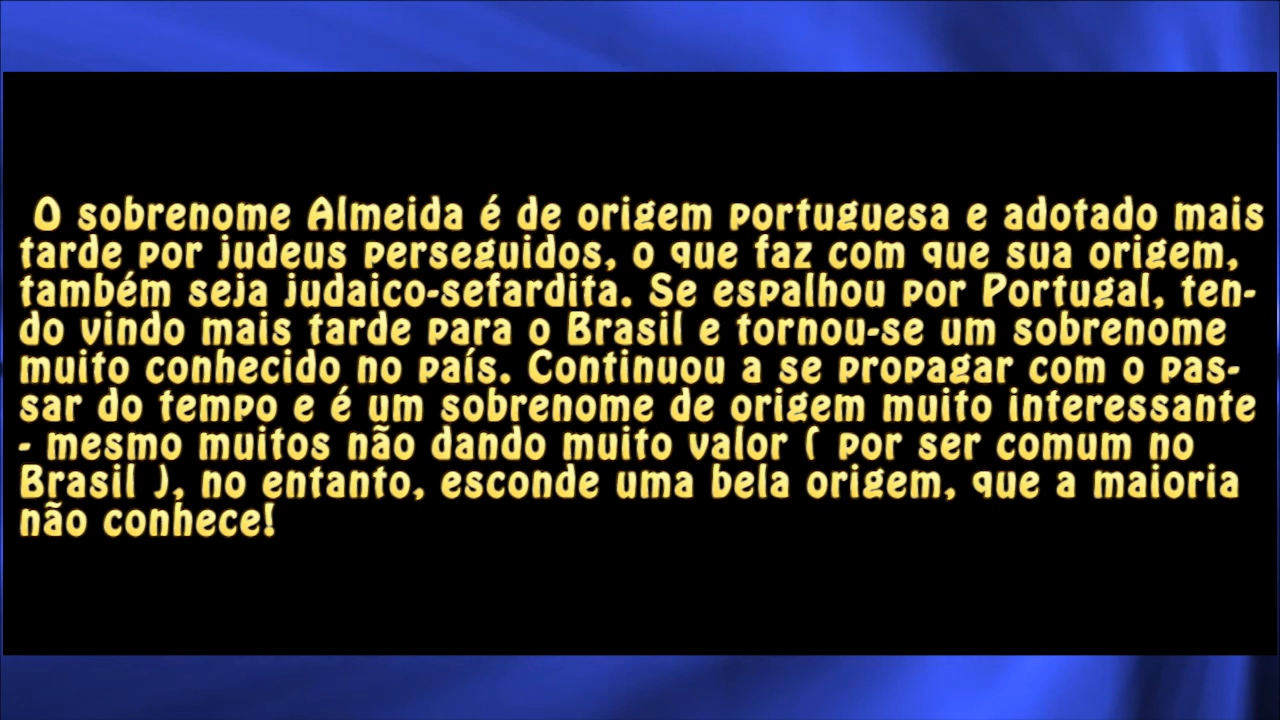 O sobrenome Almeida é de origem portuguesa e adotado mais
tarde por judeus perseguidos, o que faz com que sua origem,
também seja judaico-sefardita. Se espalhou por Portugal, ten-
do vindo mais tarde para o Brasil e tornou-se um sobrenome
muito conhecido no país. Continuou a se propagar com o pas-
sar do tempo e é um sobrenome de origem muito interessante
- mesmo muitos não dando muito valor ( por ser comum no
Brasil ), no entanto, esconde uma bela origem, que a maioria
não conhece!